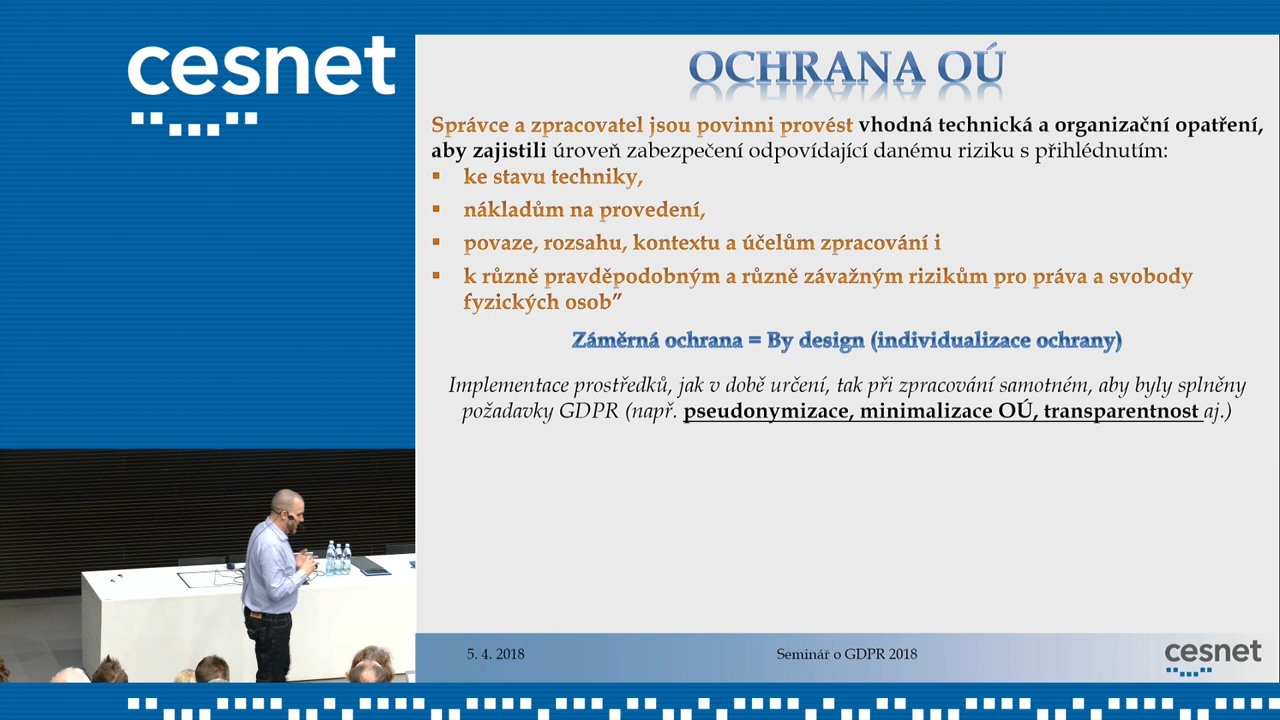 cesnet
OCHRANA OÚ
Správce a zpracovatel jsou povinni provést vhodná technická a organizační opatření,
aby zajistili úroveň zabezpečení odpovídající danému riziku s přihlédnutím:
▪ ke stavu techniky,
▪ nákladům na provedení,
▪ povaze, rozsahu, kontextu a účelům zpracování i
▪ k různě pravděpodobným a různě závažným rizikům pro práva a svobody
fyzických osob”
Záměrná ochrana = By design (individualizace ochrany)
Implementace prostředků, jak v době určení, tak při zpracování samotném, aby byly splněny
požadavky GDPR (např. pseudonymizace, minimalizace OÚ, transparentnost aj.)
5. 4. 2018
Seminář o GDPR 2018
cesnet